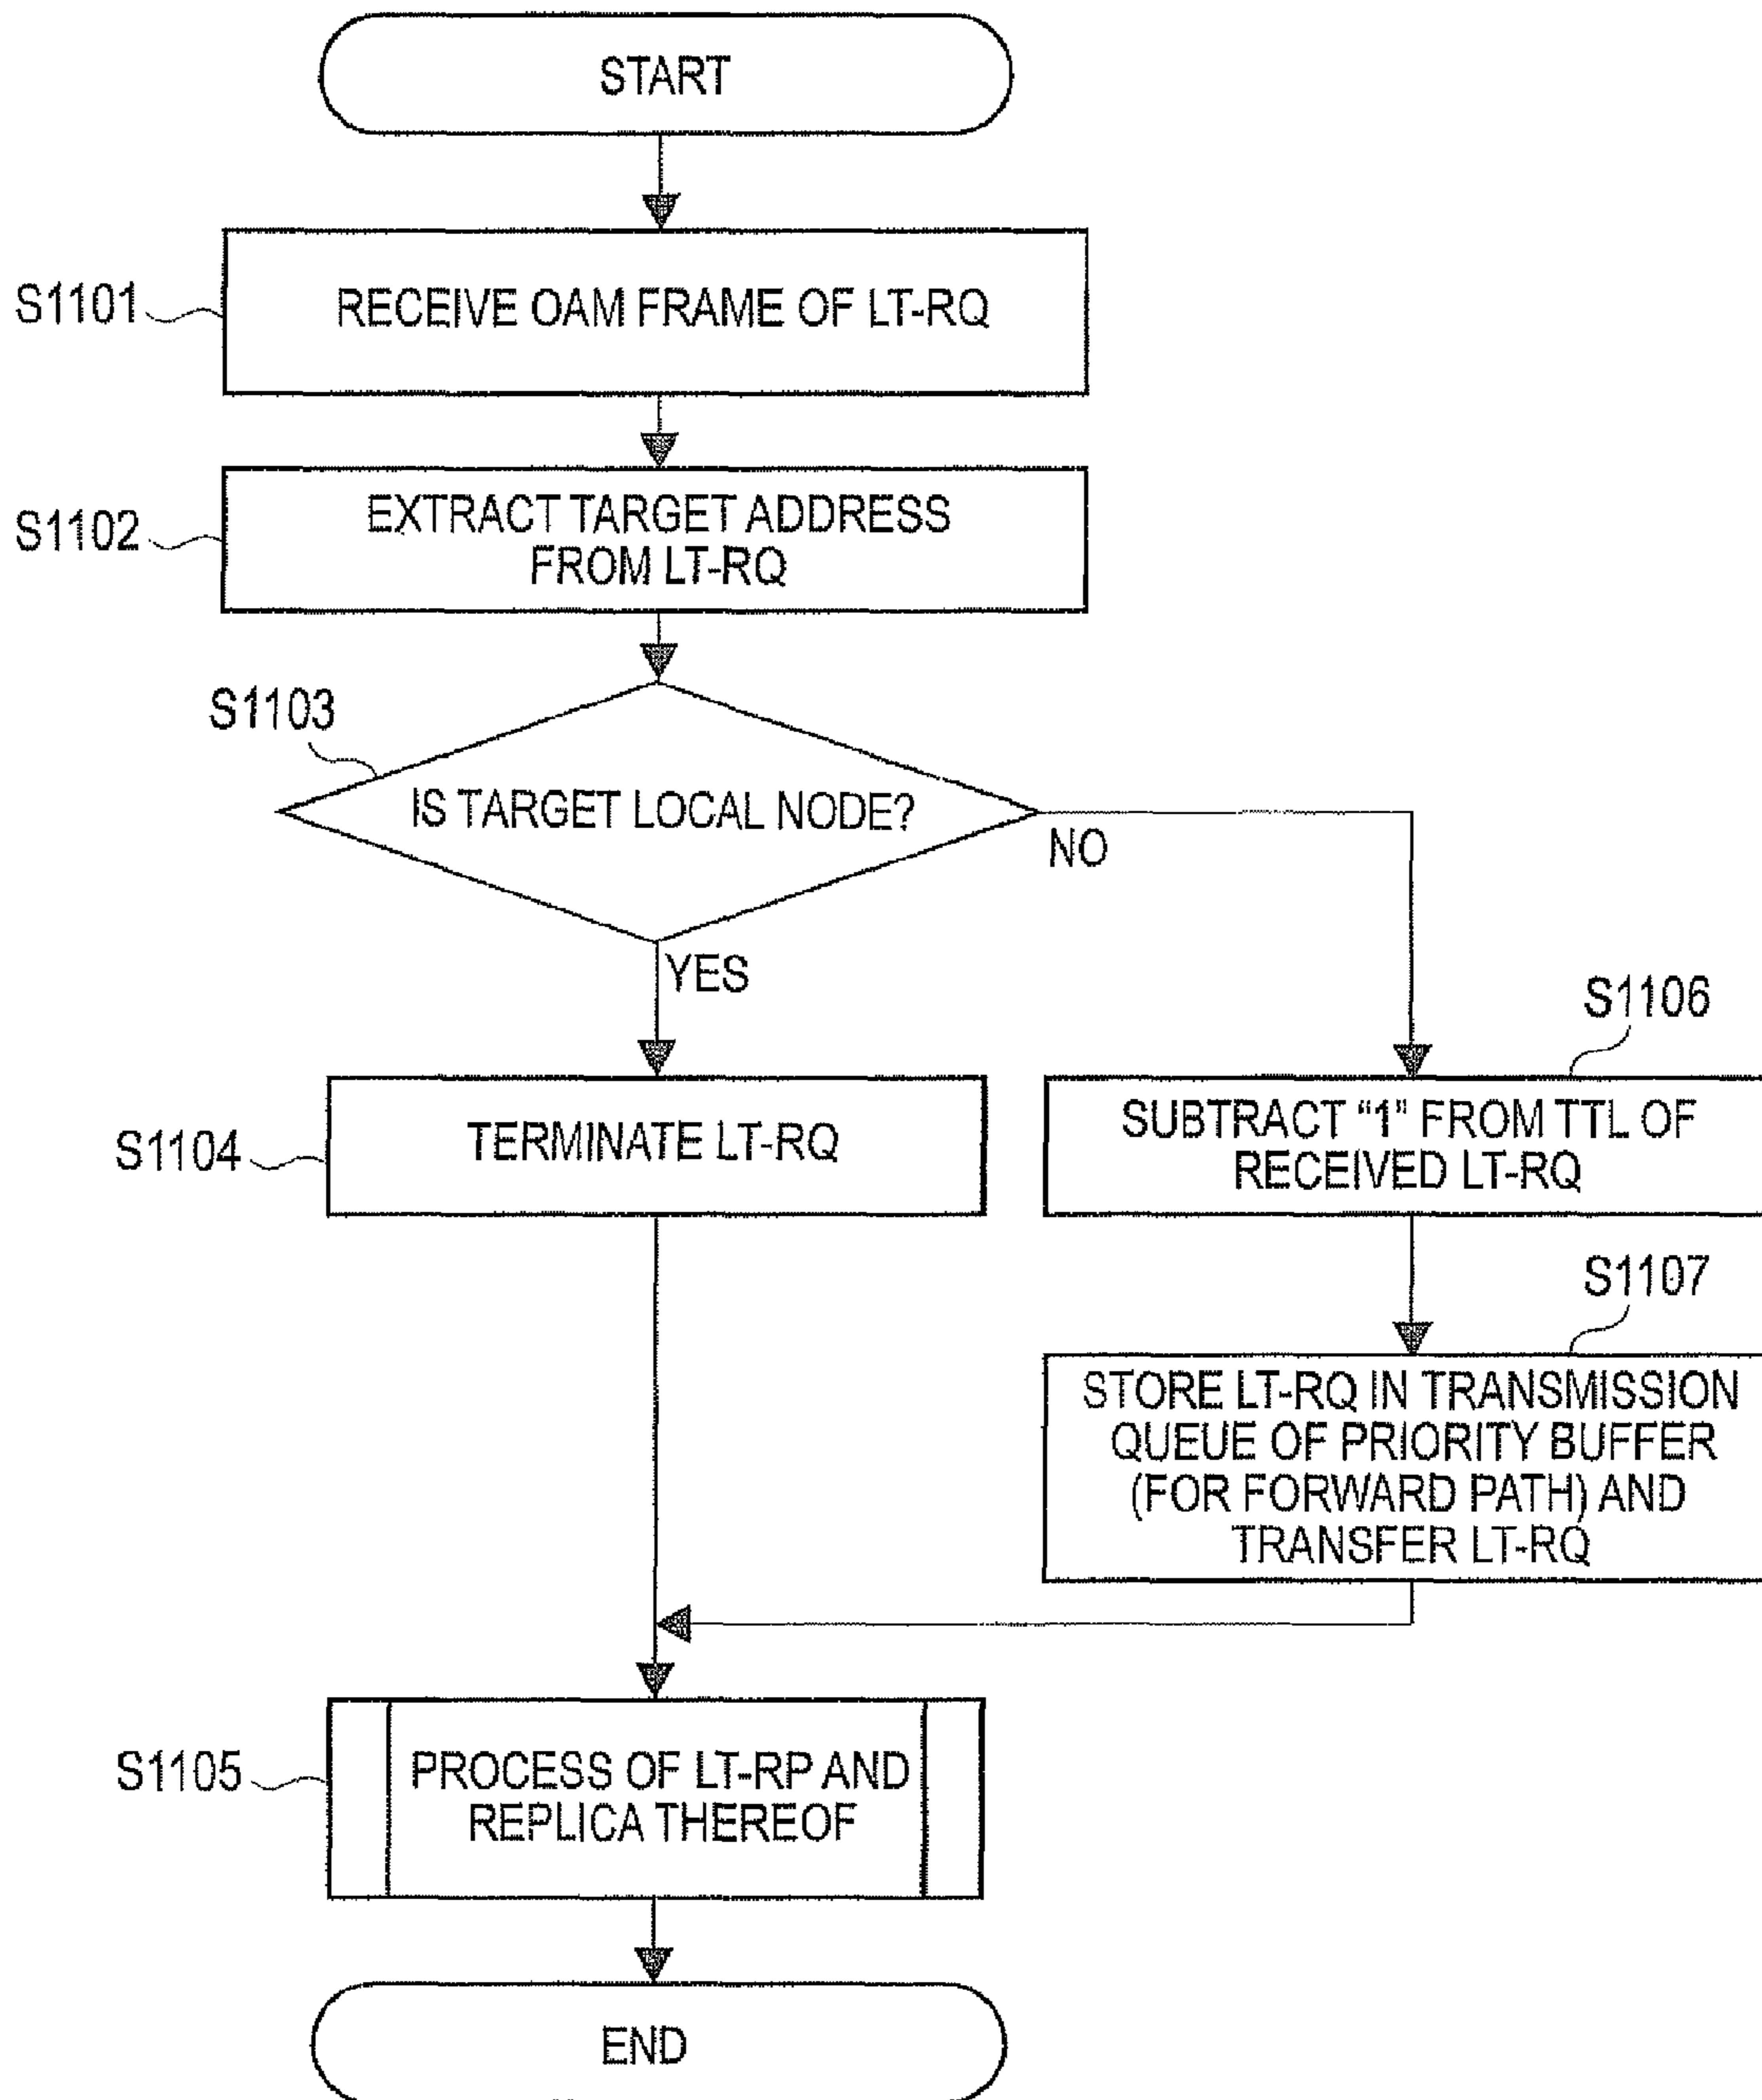 START
S1101
RECEIVE OAM FRAME OF LT-RQ
S1102
EXTRACT TARGET ADDRESS
FROM LT-RQ
S1103
IS TARGET LOCAL NODE?
NO
YES
S1104
TERMINATE LT-RQ
S1106
SUBTRACT “1” FROM TTL OF
RECEIVED LT-RQ
S1107
STORE LT-RQ IN TRANSMISSION
QUEUE OF PRIORITY BUFFER
(FOR FORWARD PATH) AND
TRANSFER LT-RQ
S1105
PROCESS OF LT-RP AND
REPLICA THEREOF
END